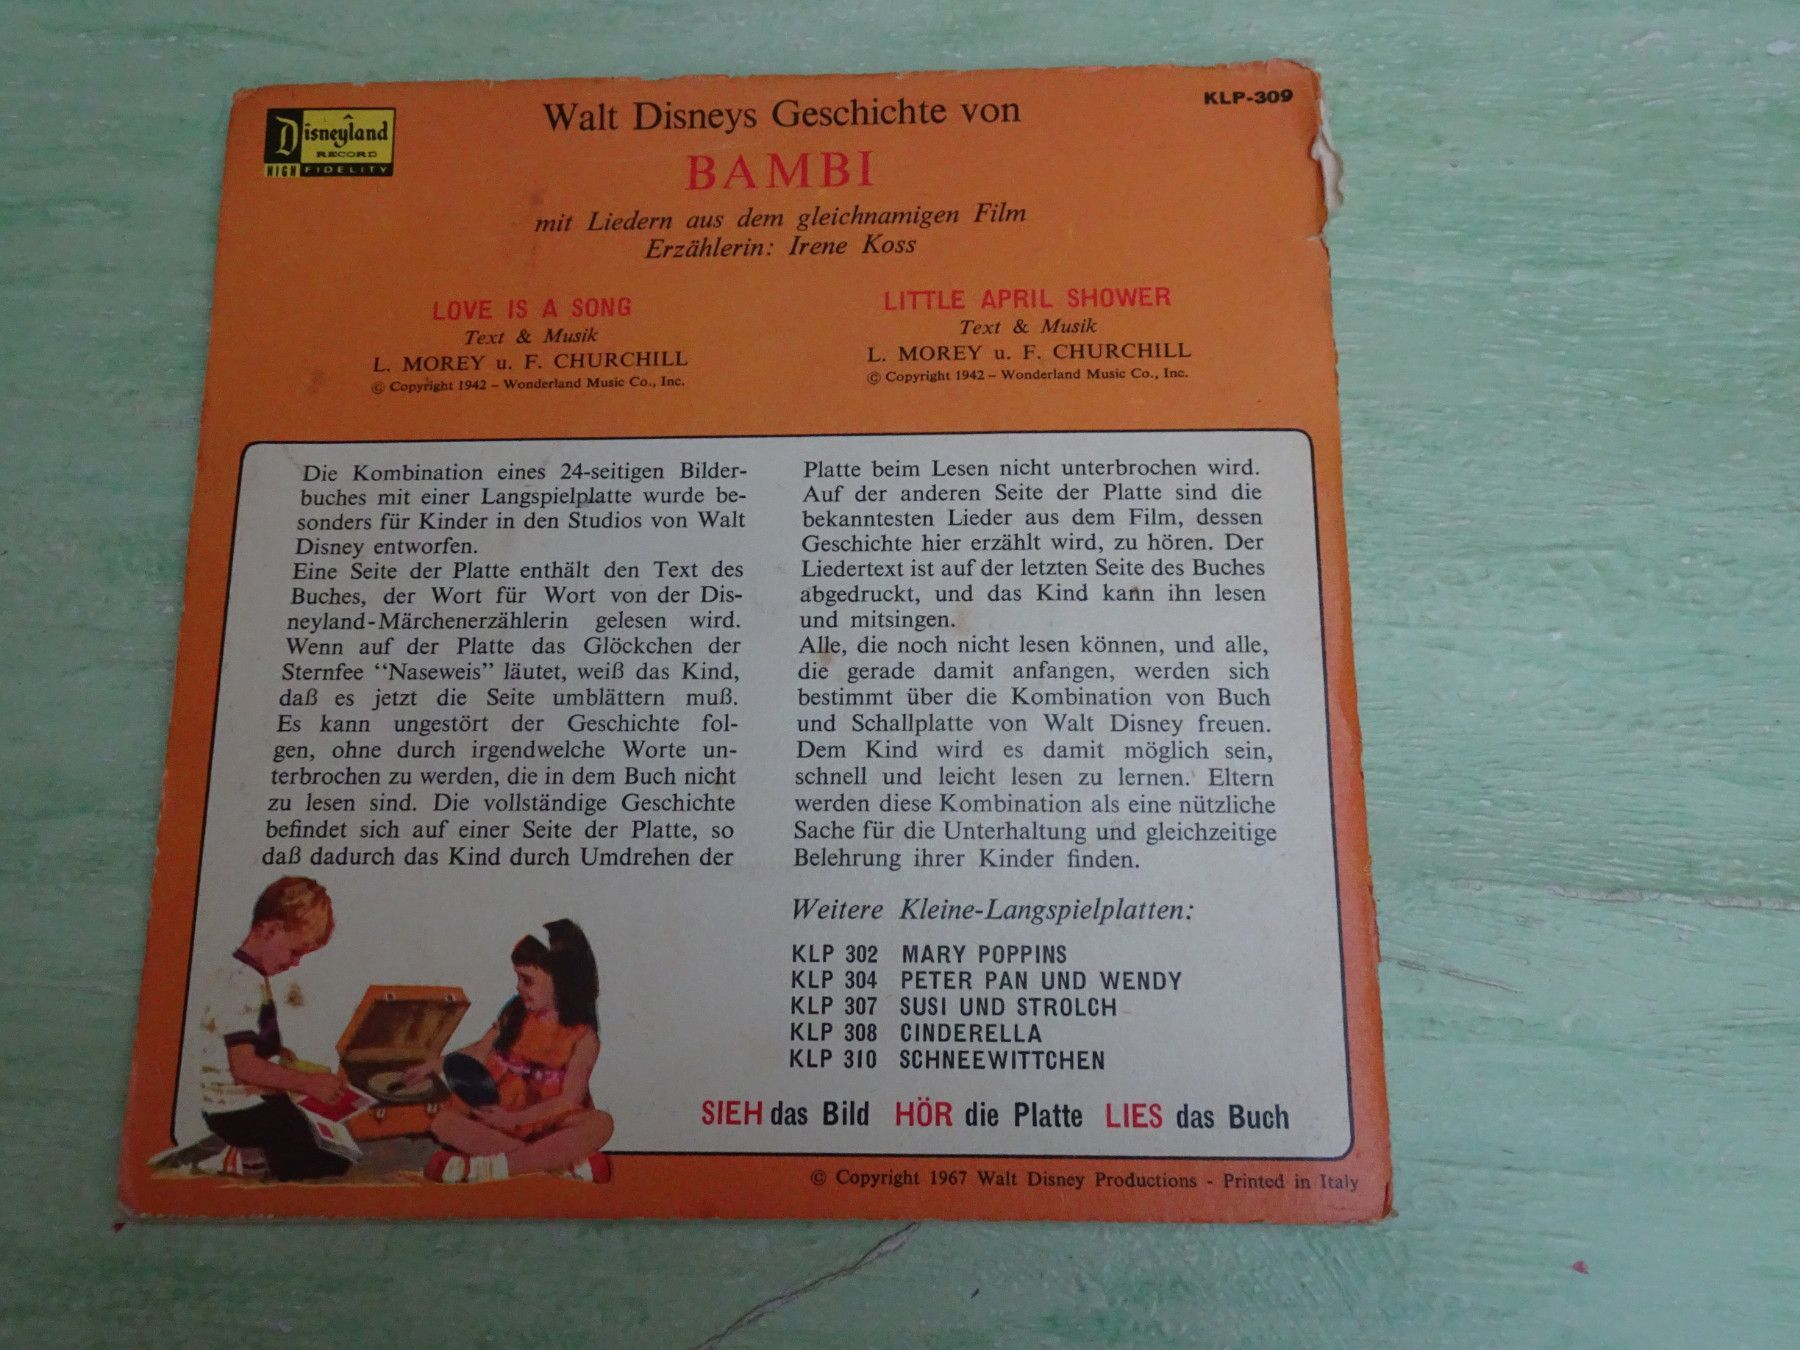 Disneyland
RECORD
HIGH FIDELITY
KLP-309
Walt Disneys Geschichte von
BAMBI
mit Liedern aus dem gleichnamigen Film
Erzählerin: Irene Koss
LOVE IS A SONG
Text & Musik
L. MOREY u. F. CHURCHILL
© Copyright 1942 – Wonderland Music Co., Inc.
LITTLE APRIL SHOWER
Text & Musik
L. MOREY u. F. CHURCHILL
© Copyright 1942 – Wonderland Music Co., Inc.
Die Kombination eines 24-seitigen Bilder-
buches mit einer Langspielplatte wurde be-
sonders für Kinder in den Studios von Walt
Disney entworfen.
Eine Seite der Platte enthält den Text des
Buches, der Wort für Wort von der Dis-
neyland-Märchenerzählerin gelesen wird.
Wenn auf der Platte das Glöckchen der
Sternfee “Naseweis” läutet, weiß das Kind,
daß es jetzt die Seite umblättern muß.
Es kann ungestört der Geschichte fol-
gen, ohne durch irgendwelche Worte un-
terbrochen zu werden, die in dem Buch nicht
zu lesen sind. Die vollständige Geschichte
befindet sich auf einer Seite der Platte, so
daß dadurch das Kind durch Umdrehen der
Platte beim Lesen nicht unterbrochen wird.
Auf der anderen Seite der Platte sind die
bekanntesten Lieder aus dem Film, dessen
Geschichte hier erzählt wird, zu hören. Der
Liedertext ist auf der letzten Seite des Buches
abgedruckt, und das Kind kann ihn lesen
und mitsingen.
Alle, die noch nicht lesen können, und alle,
die gerade damit anfangen, werden sich
bestimmt über die Kombination von Buch
und Schallplatte von Walt Disney freuen.
Dem Kind wird es damit möglich sein,
schnell und leicht lesen zu lernen. Eltern
werden diese Kombination als eine nützliche
Sache für die Unterhaltung und gleichzeitige
Belehrung ihrer Kinder finden.
Weitere Kleine-Langspielplatten:
KLP 302 MARY POPPINS
KLP 304 PETER PAN UND WENDY
KLP 307 SUSI UND STROLCH
KLP 308 CINDERELLA
KLP 310 SCHNEEWITTCHEN
SIEH das Bild HÖR die Platte LIES das Buch
© Copyright 1967 Walt Disney Productions - Printed in Italy